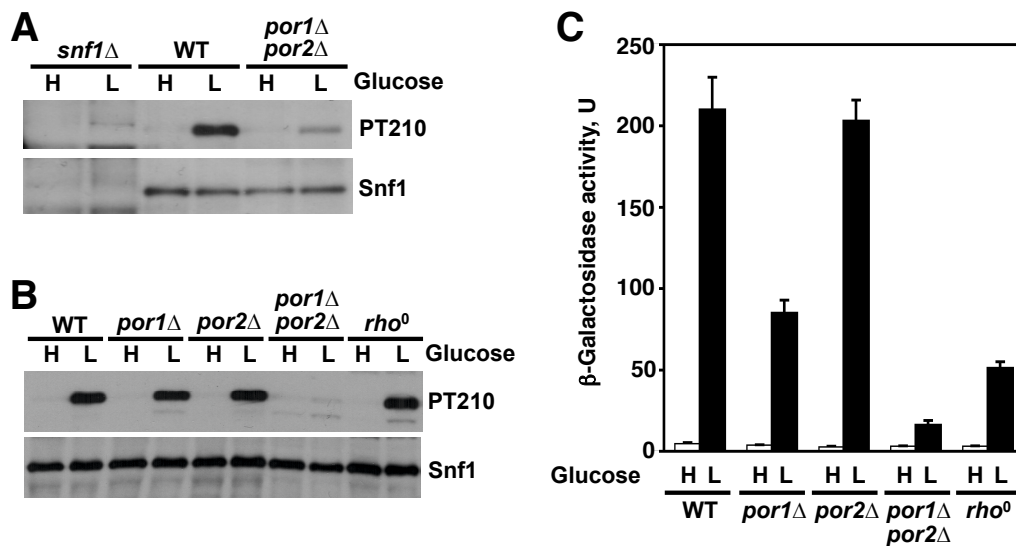 A
snf1Δ WT por1Δ por2Δ
H L H L H L Glucose
PT210
Snf1
B
WT por1Δ por2Δ por1Δ por2Δ rho⁰
H L H L H L H L H L Glucose
PT210
Snf1
C
β-Galactosidase activity, U
250
200
150
100
50
0
Glucose H L H L H L H L H L
WT por1Δ por2Δ por1Δ por2Δ rho⁰